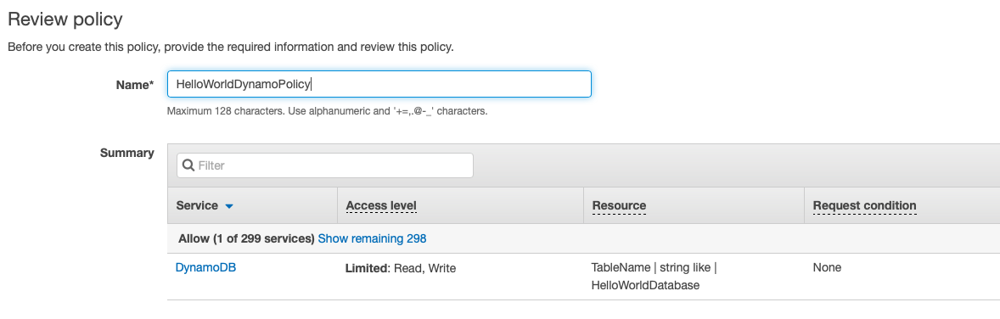 Review policy
Before you create this policy, provide the required information and review this policy.
Name* HelloWorldDynamoPolicy
Maximum 128 characters. Use alphanumeric and '+=,.@-_' characters.
Summary
Filter
Service Access level Resource Request condition
Allow (1 of 299 services) Show remaining 298
DynamoDB Limited: Read, Write TableName | string like | None
HelloWorldDatabase